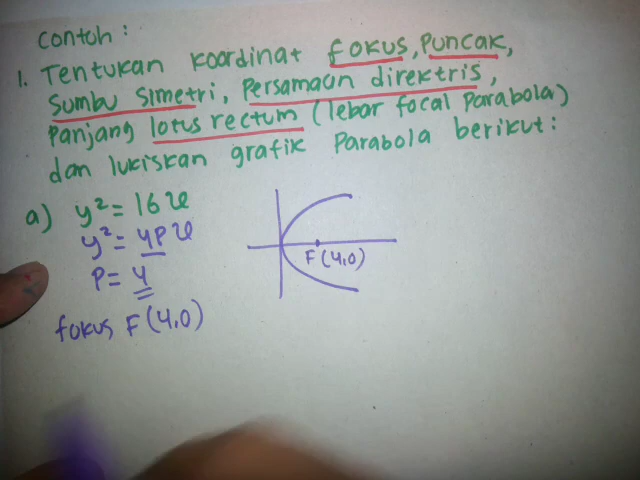 contoh :
1. Tentukan koordinat fokus, Puncak,
Sumbu Simetri, Persamaan direktris,
Panjang lotus rectum (lebar focal Parabola)
dan lukiskan grafik Parabola berikut:
a) y² = 16x
y² = 4px
P = 4
F(4,0)
fokus F(4,0)